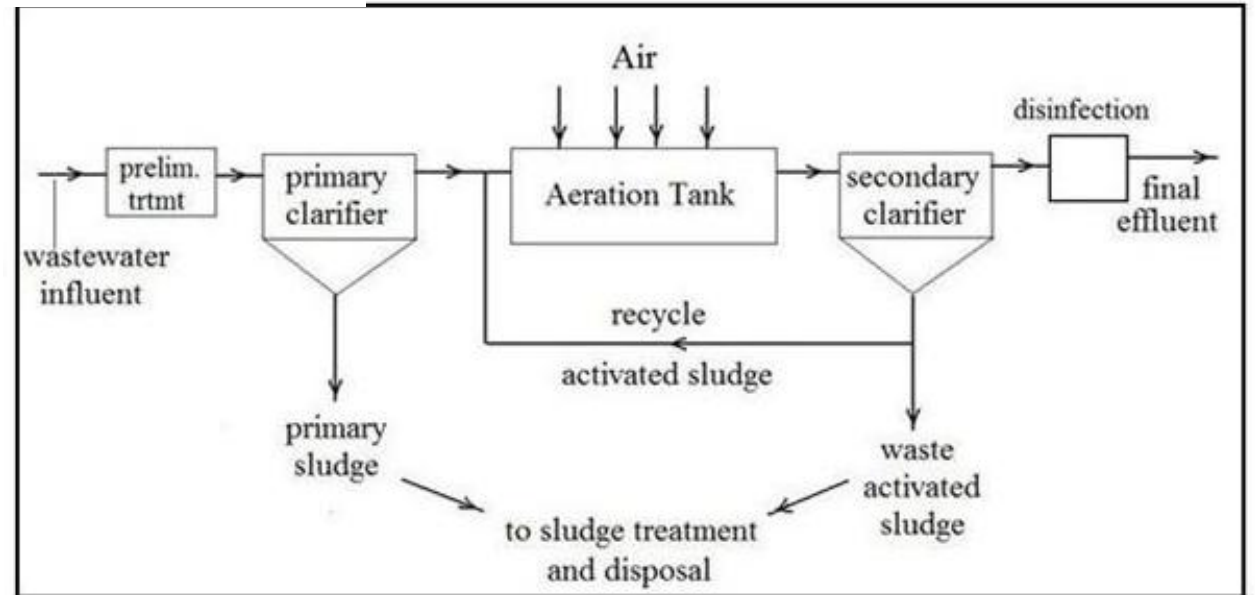 Air
disinfection
prelim.
trtmt
primary
clarifier
Aeration Tank
secondary
clarifier
final
effluent
wastewater
influent
recycle
activated sludge
primary
sludge
waste
activated
sludge
to sludge treatment
and disposal